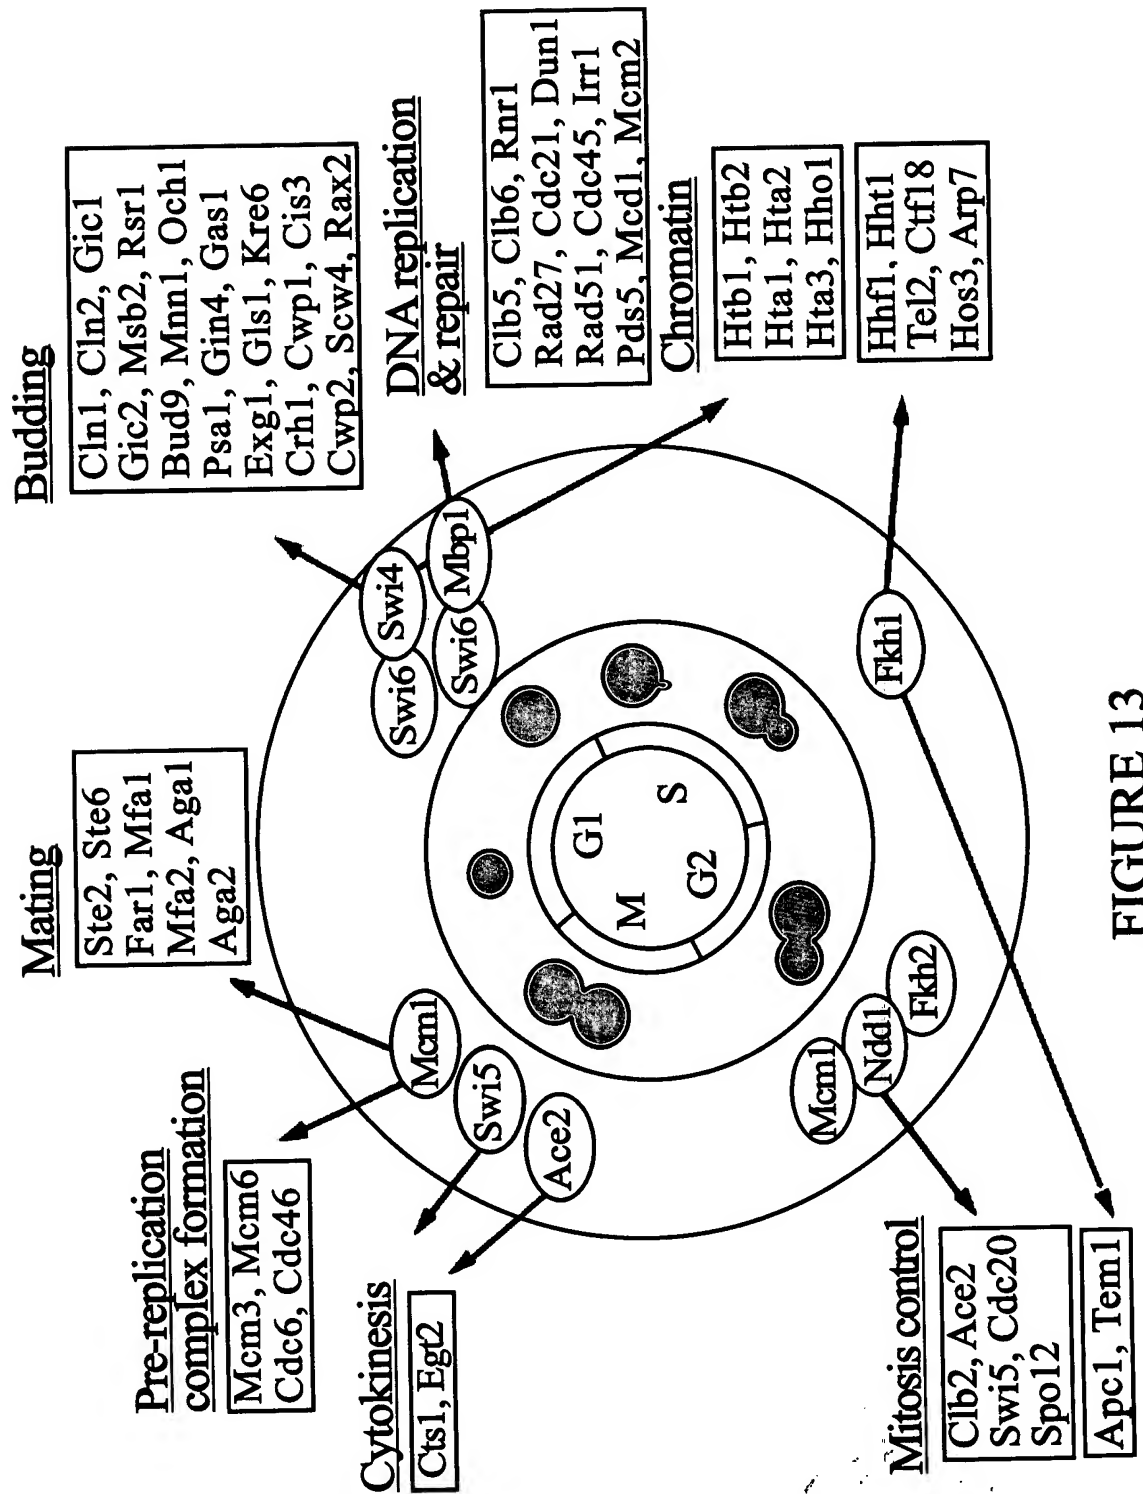 Budding
Cln1, Cln2, Gic1
Gic2, Msb2, Rsr1
Bud9, Mnn1, Och1
Psa1, Gin4, Gas1
Exg1, Gls1, Kre6
Crh1, Cwp1, Cis3
Cwp2, Scw4, Rax2
DNA replication
& repair
Clb5, Clb6, Rnr1
Rad27, Cdc21, Dun1
Rad51, Cdc45, Irr1
Pds5, Mcd1, Mcm2
Chromatin
Htb1, Htb2
Hta1, Hta2
Hta3, Hho1
Hhf1, Hht1
Tel2, Ctf18
Hos3, Arp7
Mating
Ste2, Ste6
Far1, Mfa1
Mfa2, Aga1
Aga2
Pre-replication
complex formation
Mcm3, Mcm6
Cdc6, Cdc46
Cytokinesis
Cts1, Egt2
Mitosis control
Clb2, Ace2
Swi5, Cdc20
Spo12
Apc1, Tem1
Swi6
Swi4
Swi6
Mbp1
Fkh1
Mcm1
Swi5
Ace2
Mcm1
Ndd1
Fkh2
G1
S
G2
M
FIGURE 13